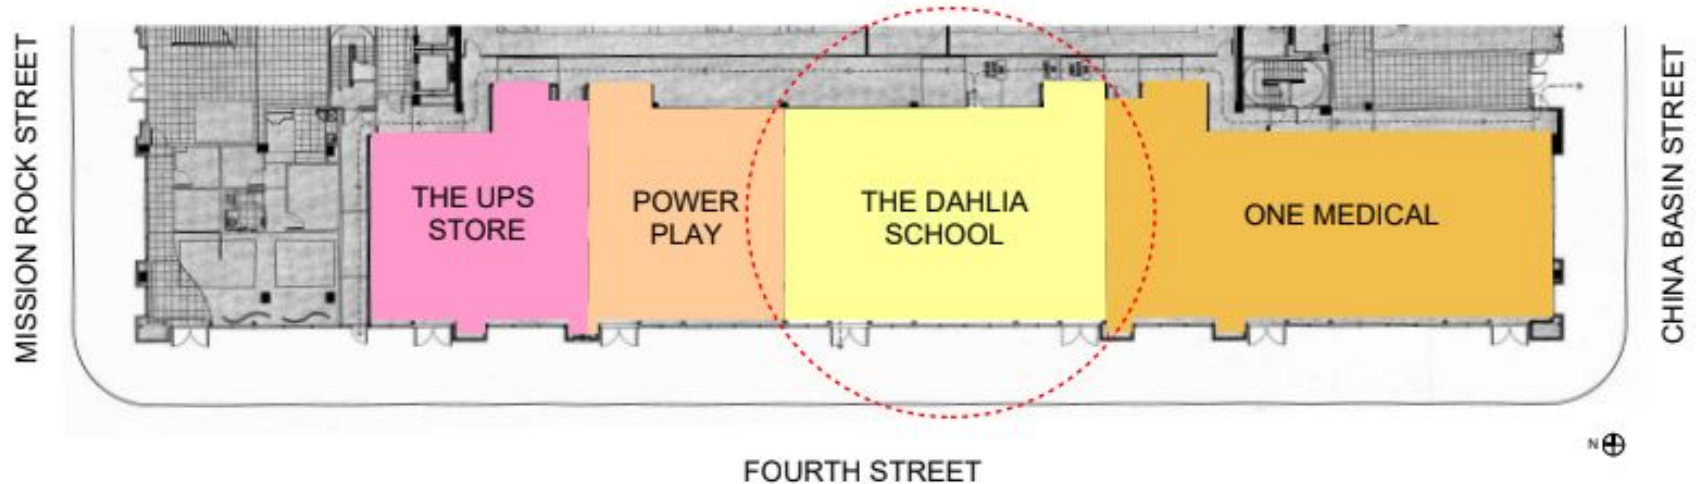 MISSION ROCK STREET
THE UPS
STORE
POWER
PLAY
THE DAHLIA
SCHOOL
ONE MEDICAL
CHINA BASIN STREET
N
FOURTH STREET